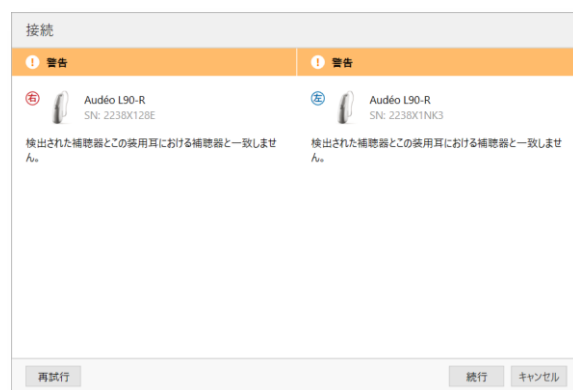 接続
! 警告
右
Audéo L90-R
SN: 2238X128E
検出された補聴器とこの装用耳における補聴器と一致しませ
ん。
! 警告
左
Audéo L90-R
SN: 2238X1NK3
検出された補聴器とこの装用耳における補聴器と一致しませ
ん。
再試行
続行
キャンセル